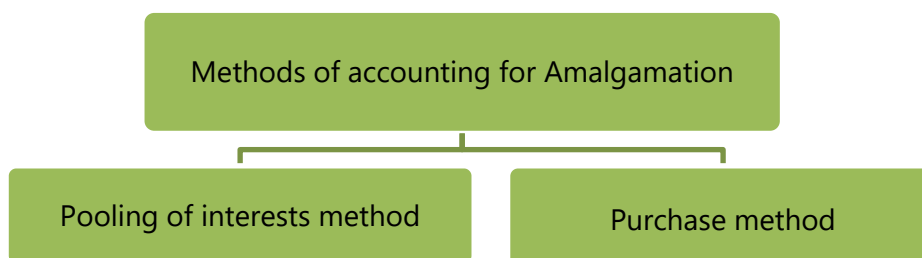 Methods of accounting for Amalgamation
Pooling of interests method
Purchase method